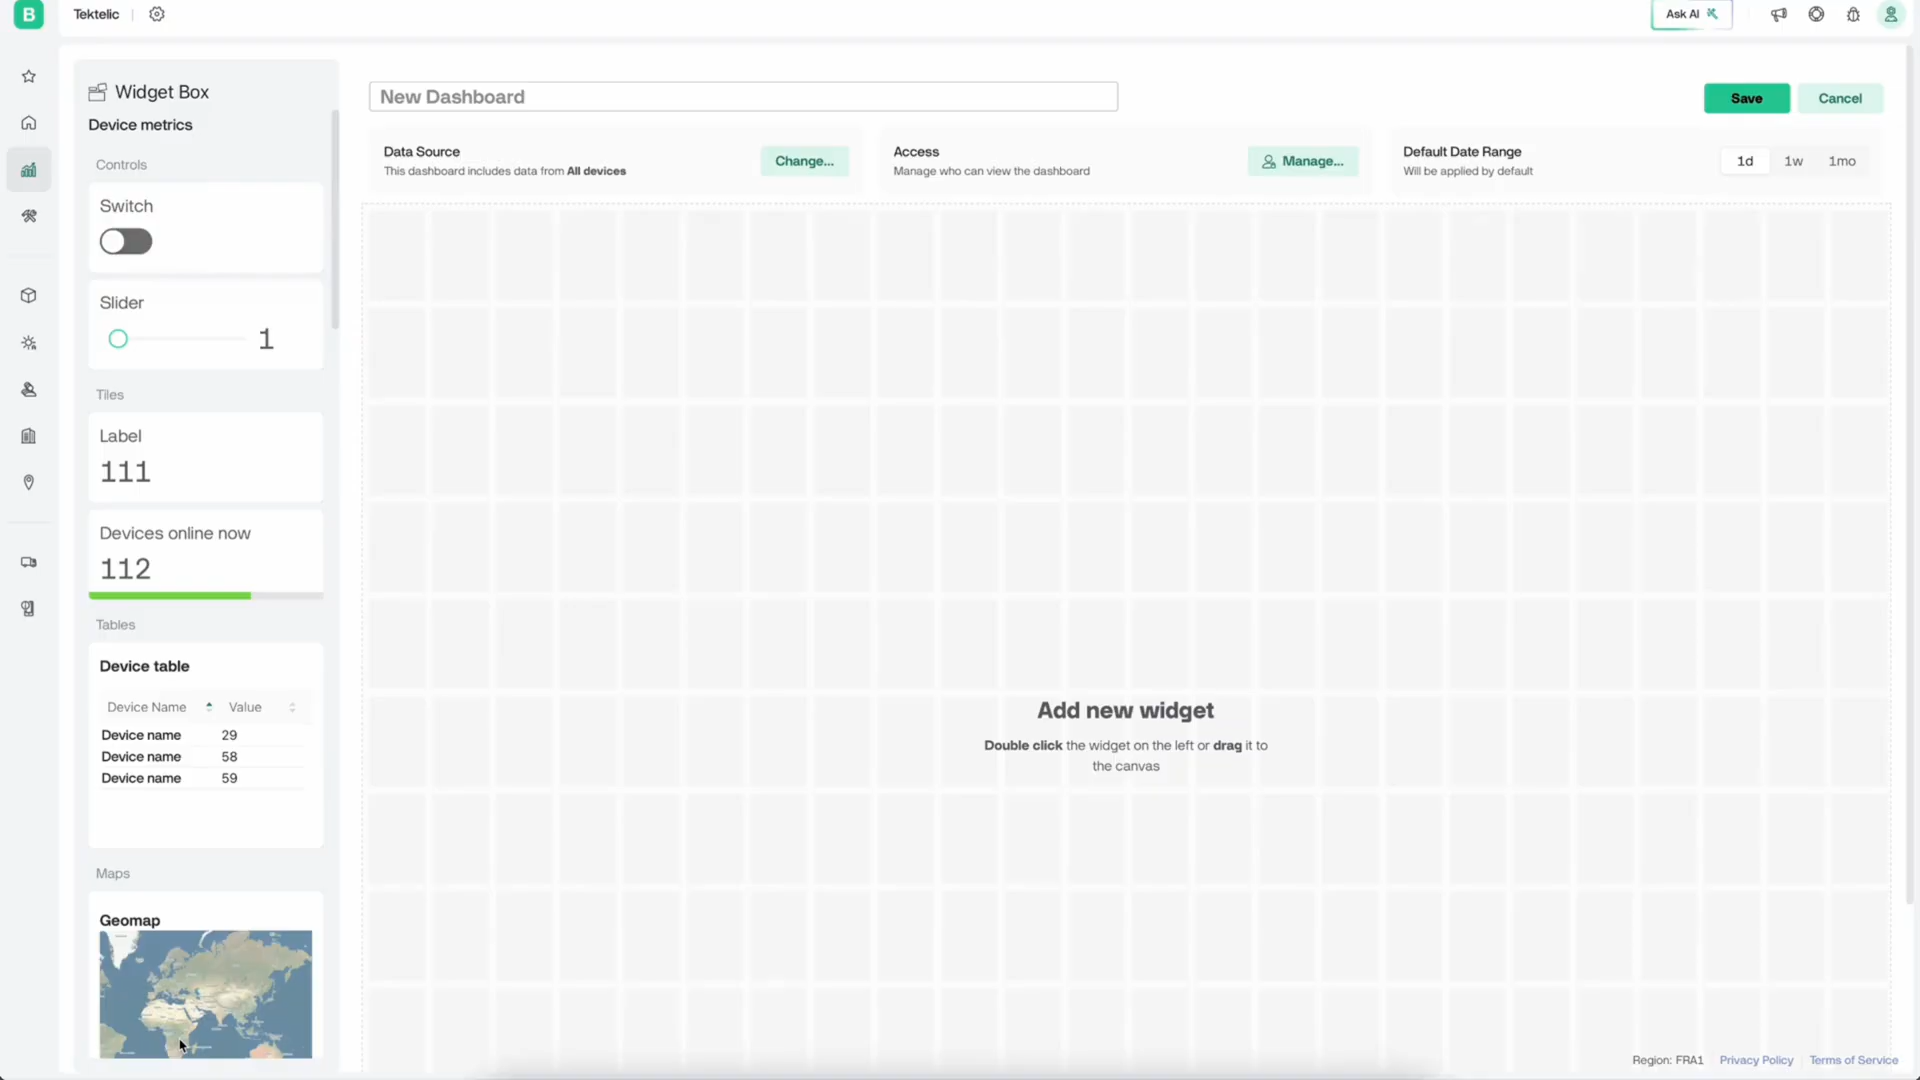 B
Tektelic
Ask AI
Widget Box
Device metrics
Controls
Switch
Slider
1
Tiles
Label
111
Devices online now
112
Tables
Device table
Device Name Value
Device name 29
Device name 58
Device name 59
Maps
Geomap
New Dashboard
Save
Cancel
Data Source
This dashboard includes data from All devices
Change...
Access
Manage who can view the dashboard
Manage...
Default Date Range
Will be applied by default
1d 1w 1mo
Add new widget
Double click the widget on the left or drag it to
the canvas
Region: FRA1 Privacy Policy Terms of Service